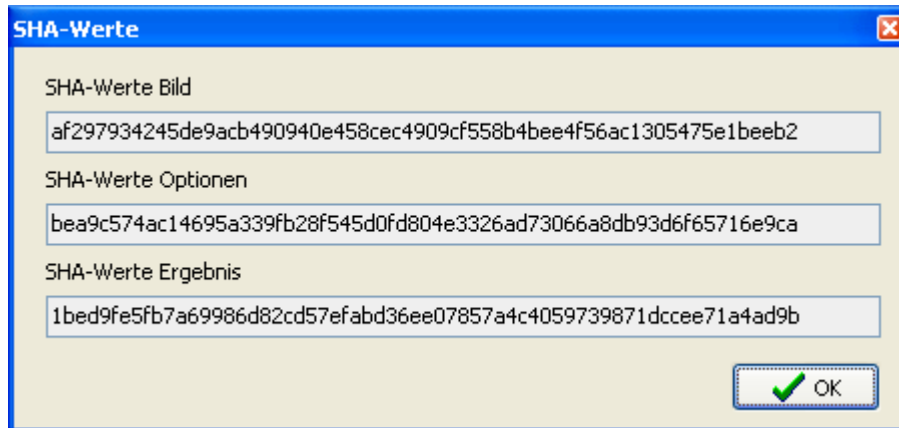 SHA-Werte
SHA-Werte Bild
af297934245de9acb490940e458cec4909cf558b4bee4f56ac1305475e1beeb2
SHA-Werte Optionen
bea9c574ac14695a339fb28f545d0fd804e3326ad73066a8db93d6f65716e9ca
SHA-Werte Ergebnis
1bed9fe5fb7a69986d82cd57efabd36ee07857a4c4059739871dccee71a4ad9b
OK